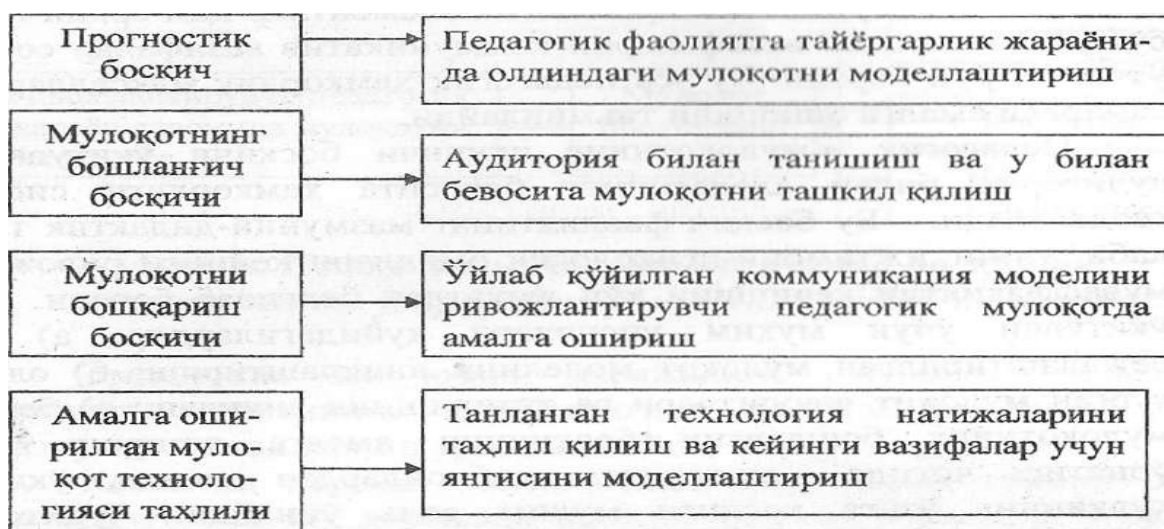 Прогностик
босқич
Педагогик фаолиятга тайёргарлик жараёни-
да олдиндаги мулоқотни моделлаштириш
Мулоқотнинг
бошланғич
босқичи
Аудитория билан танишиш ва у билан
бевосита мулоқотни ташкил қилиш
Мулоқотни
бошқариш
босқичи
Ўйлаб қўйилган коммуникация моделини
ривожлантирувчи педагогик мулоқотда
амалга ошириш
Амалга оши-
рилган муло-
қот техноло-
гияси таҳлили
Танланган технология натижаларини
таҳлил қилиш ва кейинги вазифалар учун
янгисини моделлаштириш